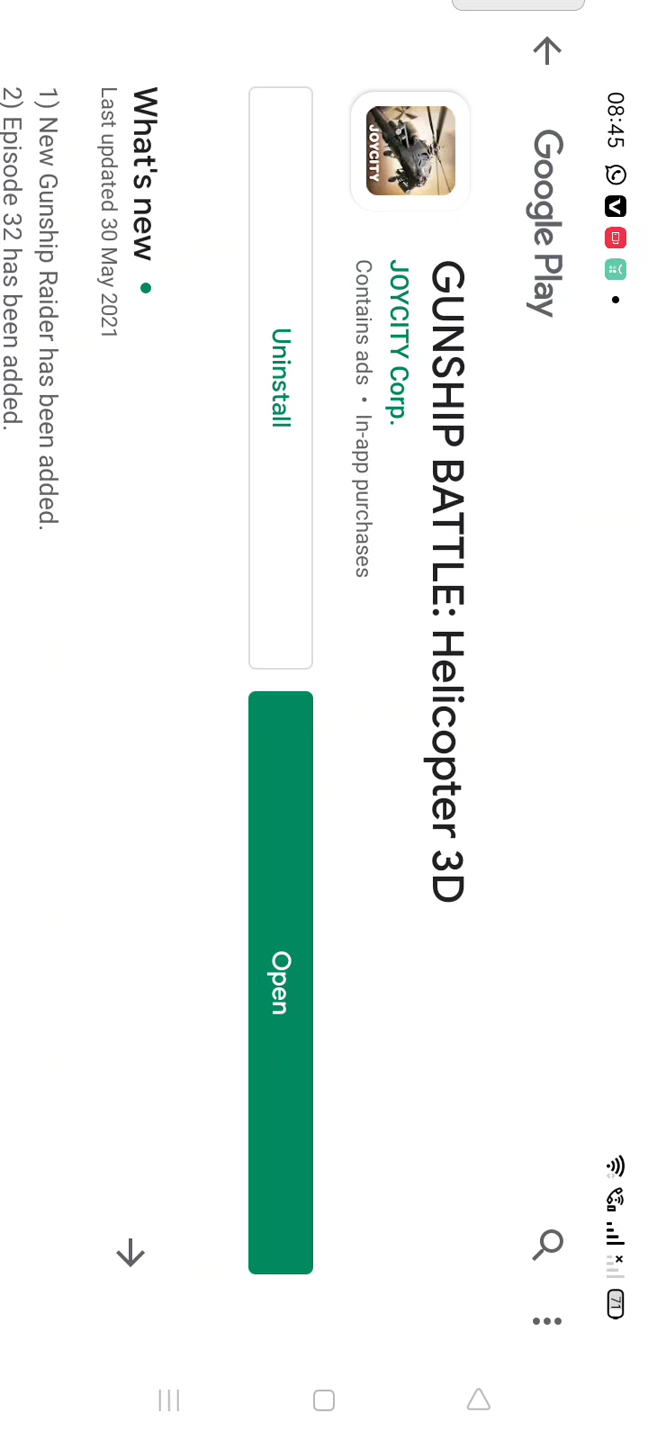 08:45
71
Google Play
GUNSHIP BATTLE: Helicopter 3D
JOYCITY
JOYCITY Corp.
Contains ads • In-app purchases
Uninstall
Open
What's new •
Last updated 30 May 2021
1) New Gunship Raider has been added.
2) Episode 32 has been added.